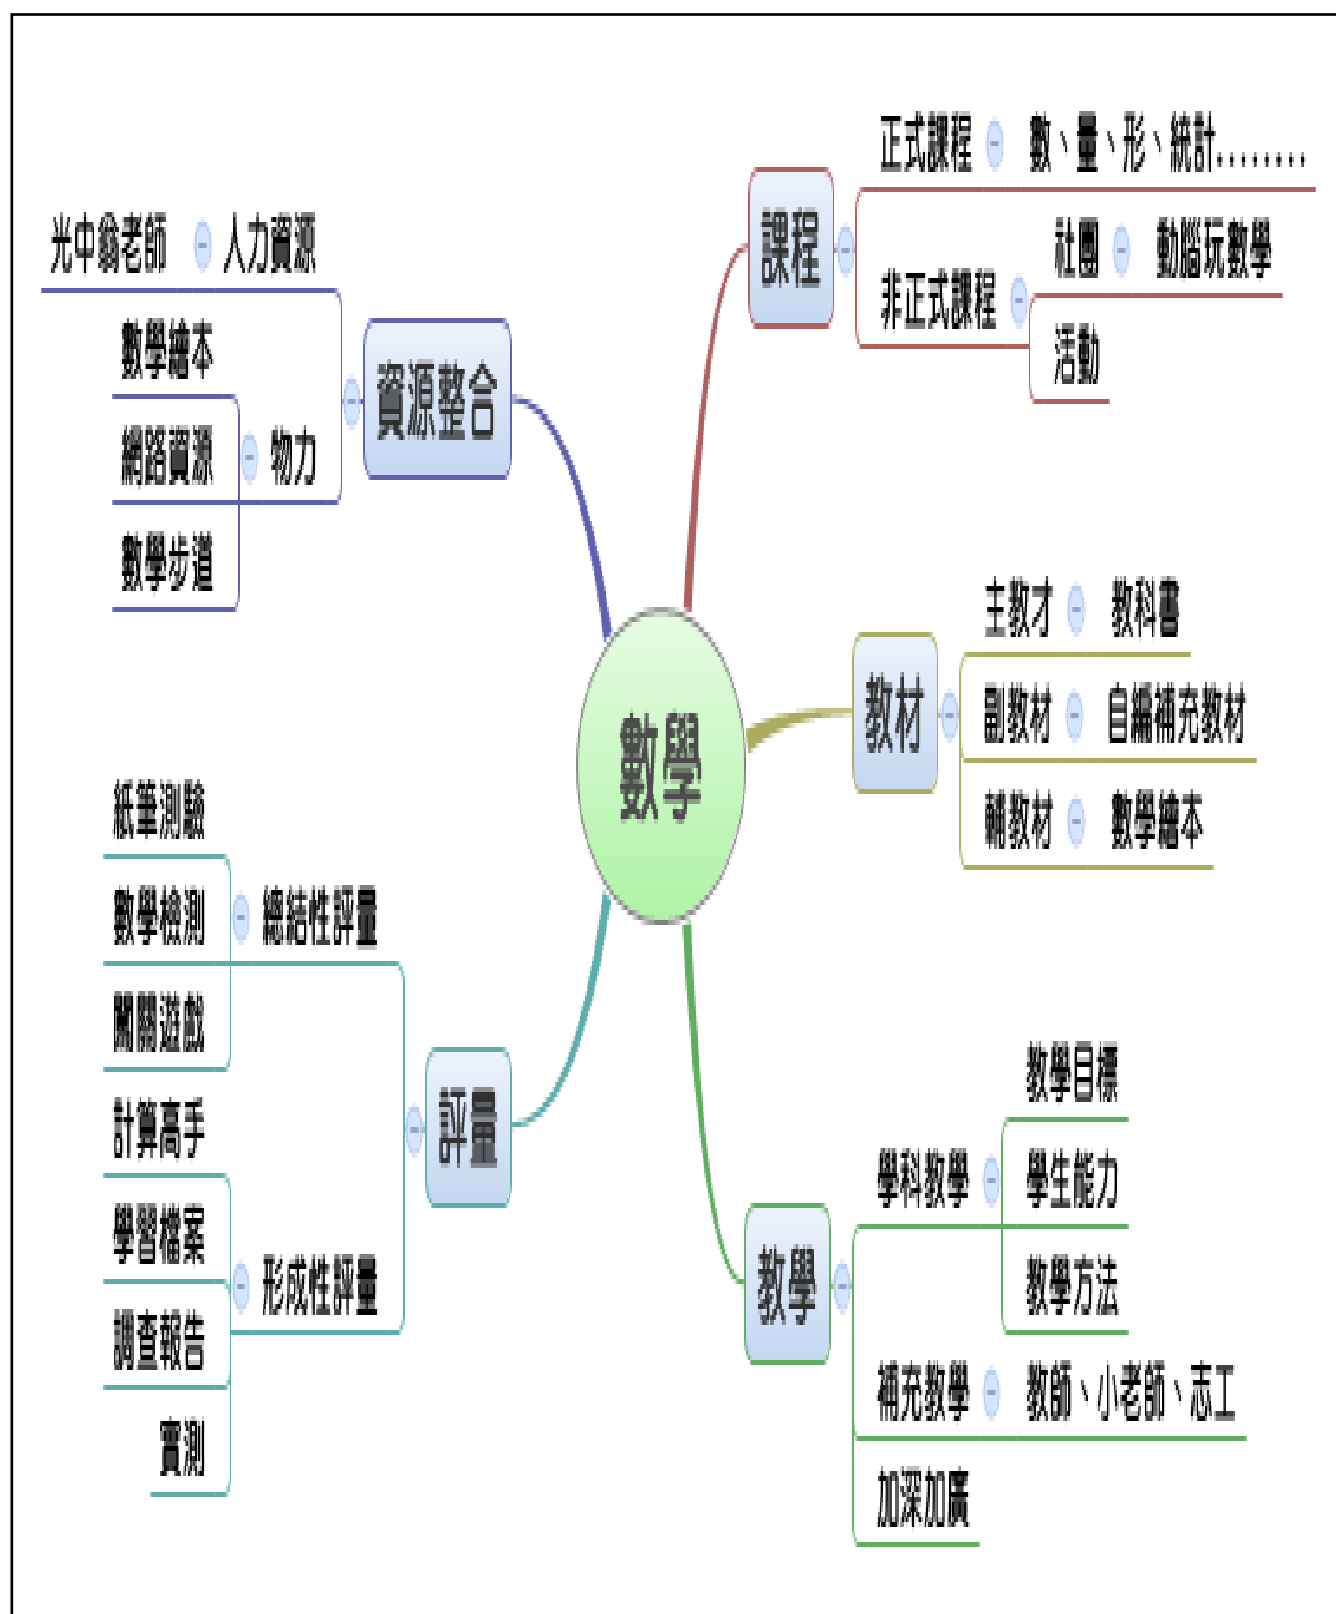 數學
課程
正式課程
數、量、形、統計........
非正式課程
社團
動腦玩數學
活動
教材
主教才
教科書
副教材
自編補充教材
輔教材
數學繪本
教學
學科教學
教學目標
學生能力
教學方法
補充教學
教師、小老師、志工
加深加廣
資源整合
人力資源
光中翁老師
物力
數學繪本
網路資源
數學步道
評量
總結性評量
紙筆測驗
數學檢測
闖關遊戲
形成性評量
計算高手
學習檔案
調查報告
實測